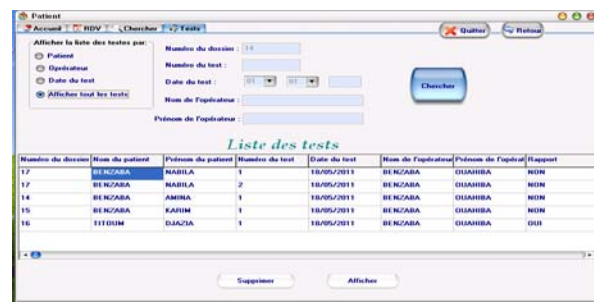 Patient
Accueil RDV Chercher Tests
Quitter Retour
Afficher la liste des testes par:
Patient
Opérateur
Date du test
Afficher tout les tests
Numéro du dossier : 14
Numéro du test :
Date du test : 01 01
Nom de l'opérateur :
Prénom de l'opérateur :
Chercher
Liste des tests
Numéro du dossier Nom du patient Prénom du patient Numéro du test Date du test Nom de l'opérateur Prénom de l'opérat Rapport
17 BENZABA NABILA 1 18/05/2011 BENZABA OUAHIBA NON
17 BENZABA NABILA 2 18/05/2011 BENZABA OUAHIBA NON
14 BENZABA AMINA 1 18/05/2011 BENZABA OUAHIBA NON
15 BENZABA KARIM 1 18/05/2011 BENZABA OUAHIBA NON
16 TITOUM DJAZIA 1 18/05/2011 BENZABA OUAHIBA OUI
Supprimer Afficher